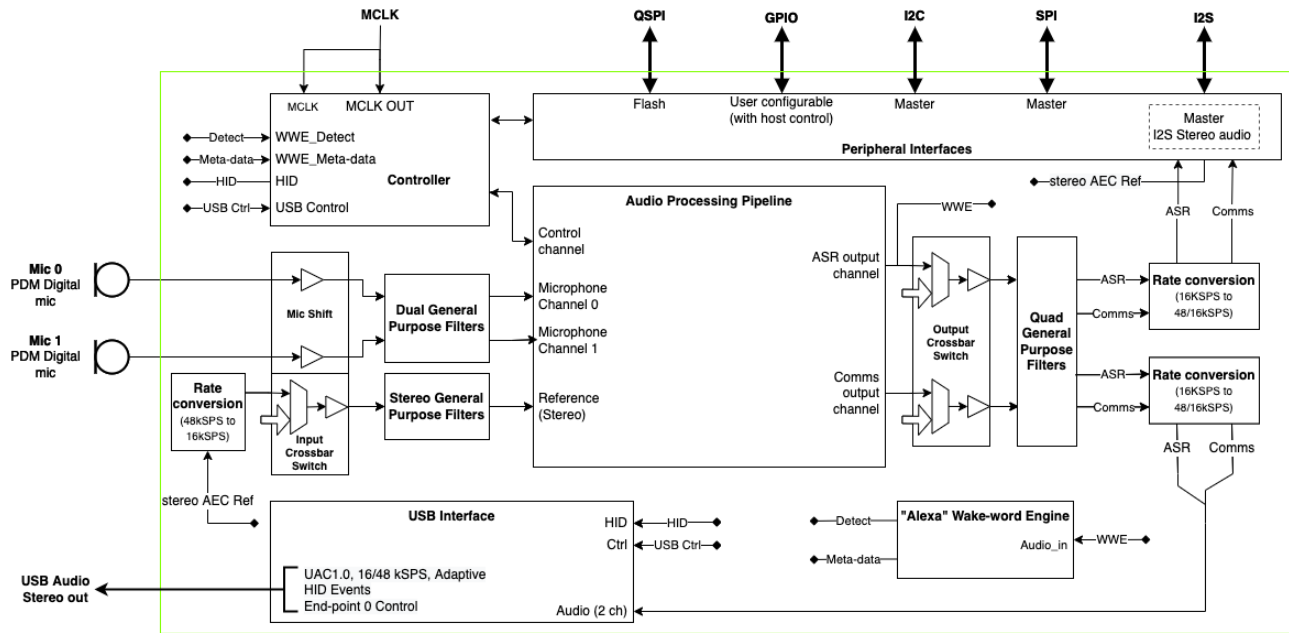 MCLK
QSPI
GPIO
I2C
SPI
I2S
MCLK
MCLK OUT
Detect
WWE_Detect
Meta-data
WWE_Meta-data
HID
HID
Controller
USB Ctrl
USB Control
Flash
User configurable
(with host control)
Master
Master
Master
I2S Stereo audio
Peripheral Interfaces
stereo AEC Ref
ASR
Comms
Audio Processing Pipeline
WWE
Control
channel
ASR output
channel
Microphone
Channel 0
Microphone
Channel 1
Reference
(Stereo)
Comms
output
channel
Mic 0
PDM Digital
mic
Mic 1
PDM Digital
mic
Mic Shift
Dual General
Purpose Filters
Rate
conversion
(48kSPS to
16kSPS)
Input
Crossbar
Switch
Stereo General
Purpose Filters
Output
Crossbar
Switch
Quad
General
Purpose
Filters
ASR
Comms
Rate conversion
(16KSPS to
48/16kSPS)
ASR
Comms
Rate conversion
(16KSPS to
48/16kSPS)
ASR
Comms
stereo AEC Ref
USB Interface
HID
HID
Ctrl
USB Ctrl
UAC1.0, 16/48 kSPS, Adaptive
HID Events
End-point 0 Control
Audio (2 ch)
USB Audio
Stereo out
Detect
Meta-data
"Alexa" Wake-word Engine
Audio_in
WWE